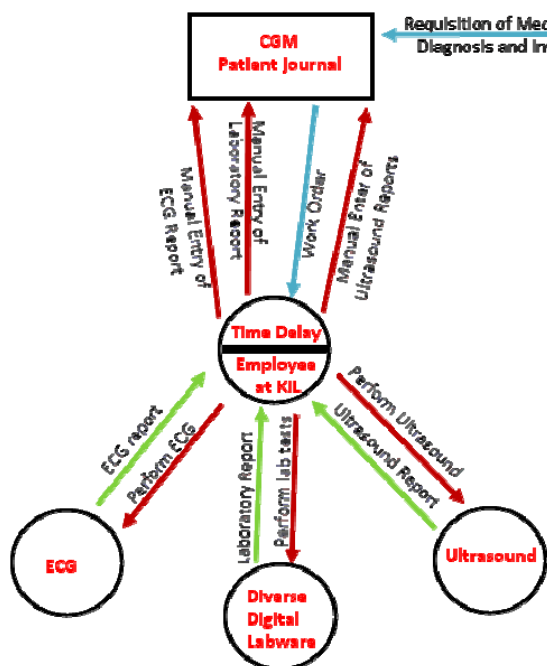 CGM
Patient Journal
Requisition of Med
Diagnosis and In
Manual Entry of
ECG Report
Manual Entry of
Laboratory Report
Work Order
Manual Enter of
Ultrasound Reports
Time Delay
Employee
at KIL
ECG report
Perform ECG
Laboratory Report
Perform lab tests
Perform Ultrasound
Ultrasound Report
ECG
Diverse
Digital
Labware
Ultrasound